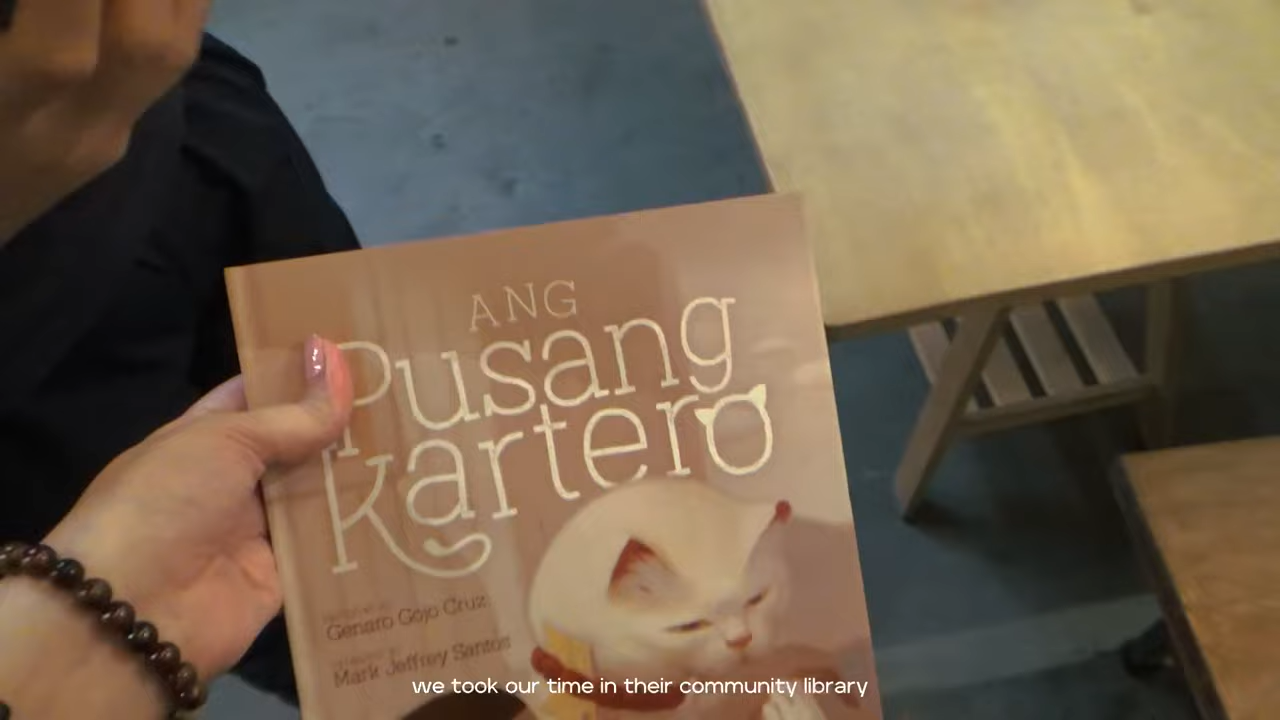 ANG
Pusang
kartero
Genaro Gojo Cruz
Mark Jeffrey Santos
we took our time in their community library